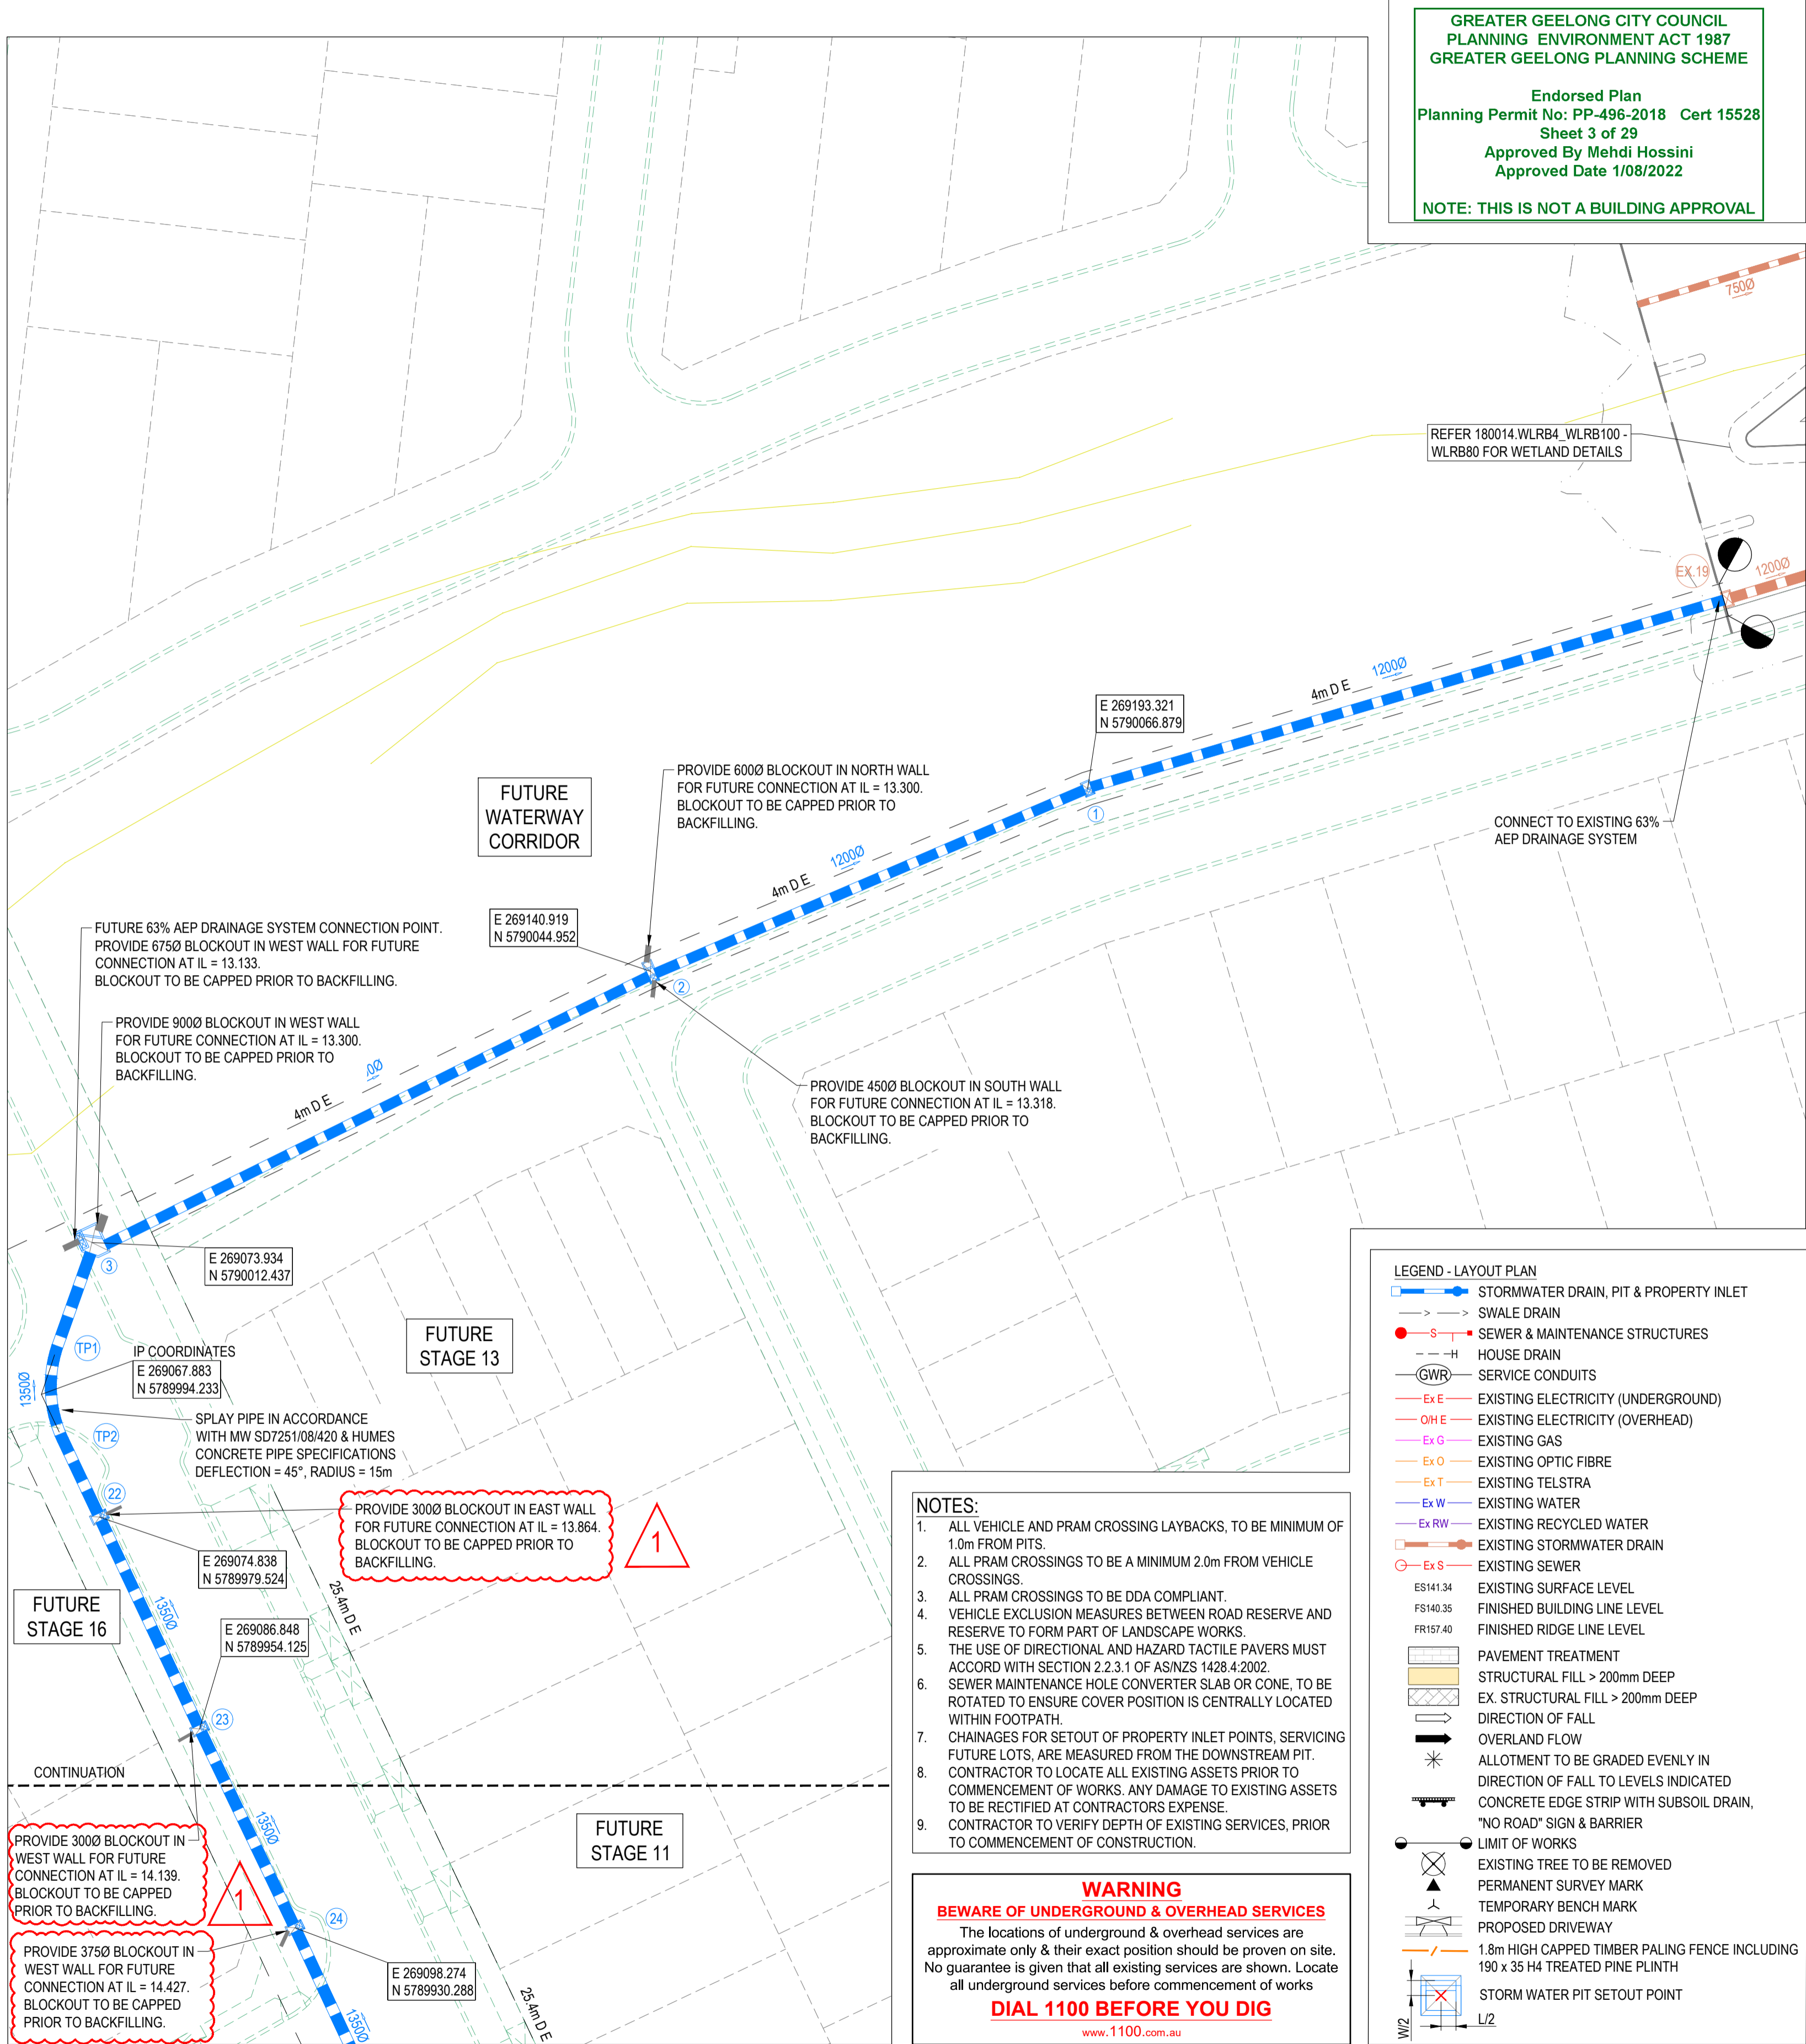 GREATER GEELONG CITY COUNCIL
PLANNING ENVIRONMENT ACT 1987
GREATER GEELONG PLANNING SCHEME
Endorsed Plan
Planning Permit No: PP-496-2018 Cert 15528
Sheet 3 of 29
Approved By Mehdi Hossini
Approved Date 1/08/2022
NOTE: THIS IS NOT A BUILDING APPROVAL
750Ø
REFER 180014.WLRB4_WLRB100 -
WLRB80 FOR WETLAND DETAILS
EX.19
1200Ø
1200Ø
4m D E
E 269193.321
N 5790066.879
1
CONNECT TO EXISTING 63%
AEP DRAINAGE SYSTEM
FUTURE
WATERWAY
CORRIDOR
PROVIDE 600Ø BLOCKOUT IN NORTH WALL
FOR FUTURE CONNECTION AT IL = 13.300.
BLOCKOUT TO BE CAPPED PRIOR TO
BACKFILLING.
1200Ø
4m D E
E 269140.919
N 5790044.952
2
FUTURE 63% AEP DRAINAGE SYSTEM CONNECTION POINT.
PROVIDE 675Ø BLOCKOUT IN WEST WALL FOR FUTURE
CONNECTION AT IL = 13.133.
BLOCKOUT TO BE CAPPED PRIOR TO BACKFILLING.
PROVIDE 900Ø BLOCKOUT IN WEST WALL
FOR FUTURE CONNECTION AT IL = 13.300.
BLOCKOUT TO BE CAPPED PRIOR TO
BACKFILLING.
4m D E
PROVIDE 450Ø BLOCKOUT IN SOUTH WALL
FOR FUTURE CONNECTION AT IL = 13.318.
BLOCKOUT TO BE CAPPED PRIOR TO
BACKFILLING.
3
E 269073.934
N 5790012.437
FUTURE
STAGE 13
TP1
IP COORDINATES
E 269067.883
N 5789994.233
1350Ø
SPLAY PIPE IN ACCORDANCE
WITH MW SD7251/08/420 & HUMES
CONCRETE PIPE SPECIFICATIONS
DEFLECTION = 45°, RADIUS = 15m
TP2
22
PROVIDE 300Ø BLOCKOUT IN EAST WALL
FOR FUTURE CONNECTION AT IL = 13.864.
BLOCKOUT TO BE CAPPED PRIOR TO
BACKFILLING.
1
E 269074.838
N 5789979.524
25.4m D E
FUTURE
STAGE 16
1350Ø
E 269086.848
N 5789954.125
23
CONTINUATION
1350Ø
PROVIDE 300Ø BLOCKOUT IN
WEST WALL FOR FUTURE
CONNECTION AT IL = 14.139.
BLOCKOUT TO BE CAPPED
PRIOR TO BACKFILLING.
1
FUTURE
STAGE 11
24
PROVIDE 375Ø BLOCKOUT IN
WEST WALL FOR FUTURE
CONNECTION AT IL = 14.427.
BLOCKOUT TO BE CAPPED
PRIOR TO BACKFILLING.
E 269098.274
N 5789930.288
1350Ø
25.4m D E
NOTES:
1. ALL VEHICLE AND PRAM CROSSING LAYBACKS, TO BE MINIMUM OF
1.0m FROM PITS.
2. ALL PRAM CROSSINGS TO BE A MINIMUM 2.0m FROM VEHICLE
CROSSINGS.
3. ALL PRAM CROSSINGS TO BE DDA COMPLIANT.
4. VEHICLE EXCLUSION MEASURES BETWEEN ROAD RESERVE AND
RESERVE TO FORM PART OF LANDSCAPE WORKS.
5. THE USE OF DIRECTIONAL AND HAZARD TACTILE PAVERS MUST
ACCORD WITH SECTION 2.2.3.1 OF AS/NZS 1428.4:2002.
6. SEWER MAINTENANCE HOLE CONVERTER SLAB OR CONE, TO BE
ROTATED TO ENSURE COVER POSITION IS CENTRALLY LOCATED
WITHIN FOOTPATH.
7. CHAINAGES FOR SETOUT OF PROPERTY INLET POINTS, SERVICING
FUTURE LOTS, ARE MEASURED FROM THE DOWNSTREAM PIT.
8. CONTRACTOR TO LOCATE ALL EXISTING ASSETS PRIOR TO
COMMENCEMENT OF WORKS. ANY DAMAGE TO EXISTING ASSETS
TO BE RECTIFIED AT CONTRACTORS EXPENSE.
9. CONTRACTOR TO VERIFY DEPTH OF EXISTING SERVICES, PRIOR
TO COMMENCEMENT OF CONSTRUCTION.
WARNING
BEWARE OF UNDERGROUND & OVERHEAD SERVICES
The locations of underground & overhead services are
approximate only & their exact position should be proven on site.
No guarantee is given that all existing services are shown. Locate
all underground services before commencement of works
DIAL 1100 BEFORE YOU DIG
www.1100.com.au
LEGEND - LAYOUT PLAN
STORMWATER DRAIN, PIT & PROPERTY INLET
SWALE DRAIN
S SEWER & MAINTENANCE STRUCTURES
H HOUSE DRAIN
GWR SERVICE CONDUITS
Ex E EXISTING ELECTRICITY (UNDERGROUND)
O/H E EXISTING ELECTRICITY (OVERHEAD)
Ex G EXISTING GAS
Ex O EXISTING OPTIC FIBRE
Ex T EXISTING TELSTRA
Ex W EXISTING WATER
Ex RW EXISTING RECYCLED WATER
EXISTING STORMWATER DRAIN
Ex S EXISTING SEWER
ES141.34 EXISTING SURFACE LEVEL
FS140.35 FINISHED BUILDING LINE LEVEL
FR157.40 FINISHED RIDGE LINE LEVEL
PAVEMENT TREATMENT
STRUCTURAL FILL > 200mm DEEP
EX. STRUCTURAL FILL > 200mm DEEP
DIRECTION OF FALL
OVERLAND FLOW
ALLOTMENT TO BE GRADED EVENLY IN
DIRECTION OF FALL TO LEVELS INDICATED
CONCRETE EDGE STRIP WITH SUBSOIL DRAIN,
"NO ROAD" SIGN & BARRIER
LIMIT OF WORKS
EXISTING TREE TO BE REMOVED
PERMANENT SURVEY MARK
TEMPORARY BENCH MARK
PROPOSED DRIVEWAY
1.8m HIGH CAPPED TIMBER PALING FENCE INCLUDING
190 x 35 H4 TREATED PINE PLINTH
STORM WATER PIT SETOUT POINT
W/2
L/2